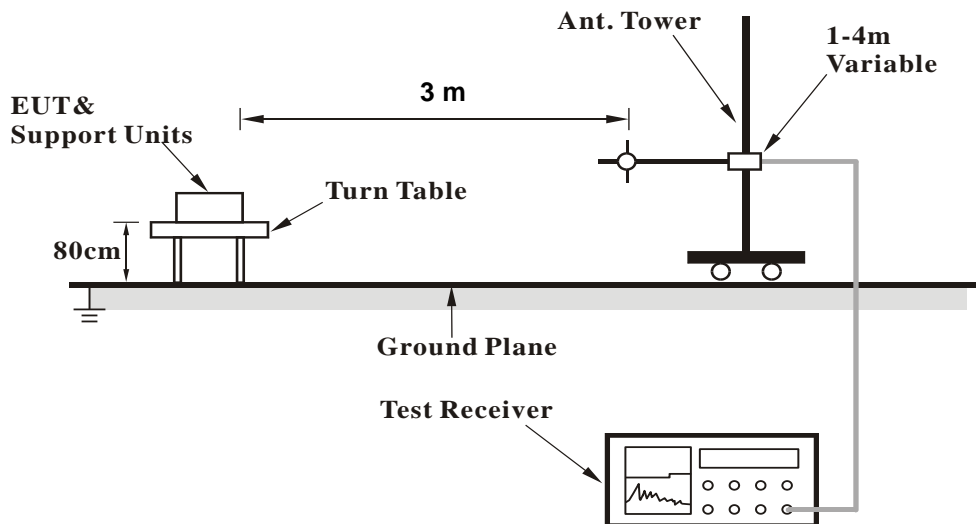 Ant. Tower
1-4m
Variable
3 m
EUT&
Support Units
Turn Table
80cm
Ground Plane
Test Receiver